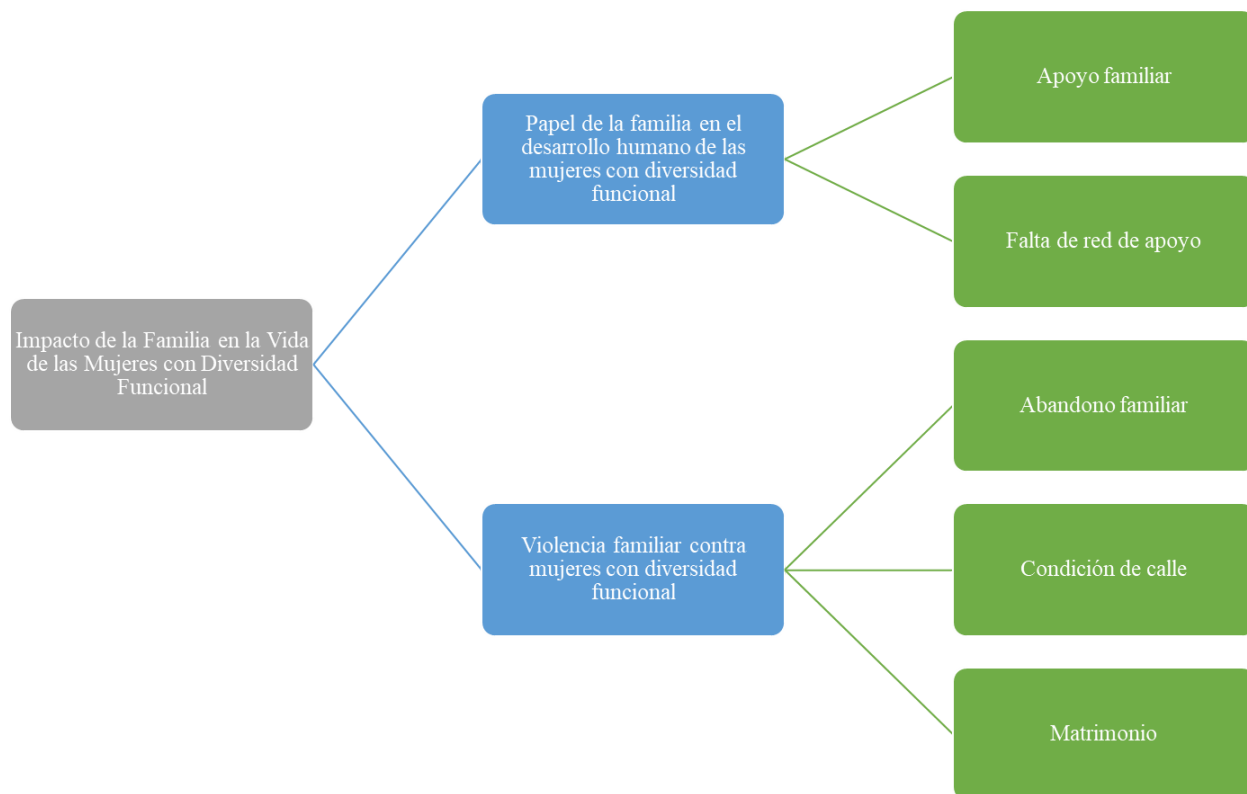 Impacto de la Familia en la Vida
de las Mujeres con Diversidad
Funcional
Papel de la familia en el
desarrollo humano de las
mujeres con diversidad
funcional
Apoyo familiar
Falta de red de apoyo
Violencia familiar contra
mujeres con diversidad
funcional
Abandono familiar
Condición de calle
Matrimonio